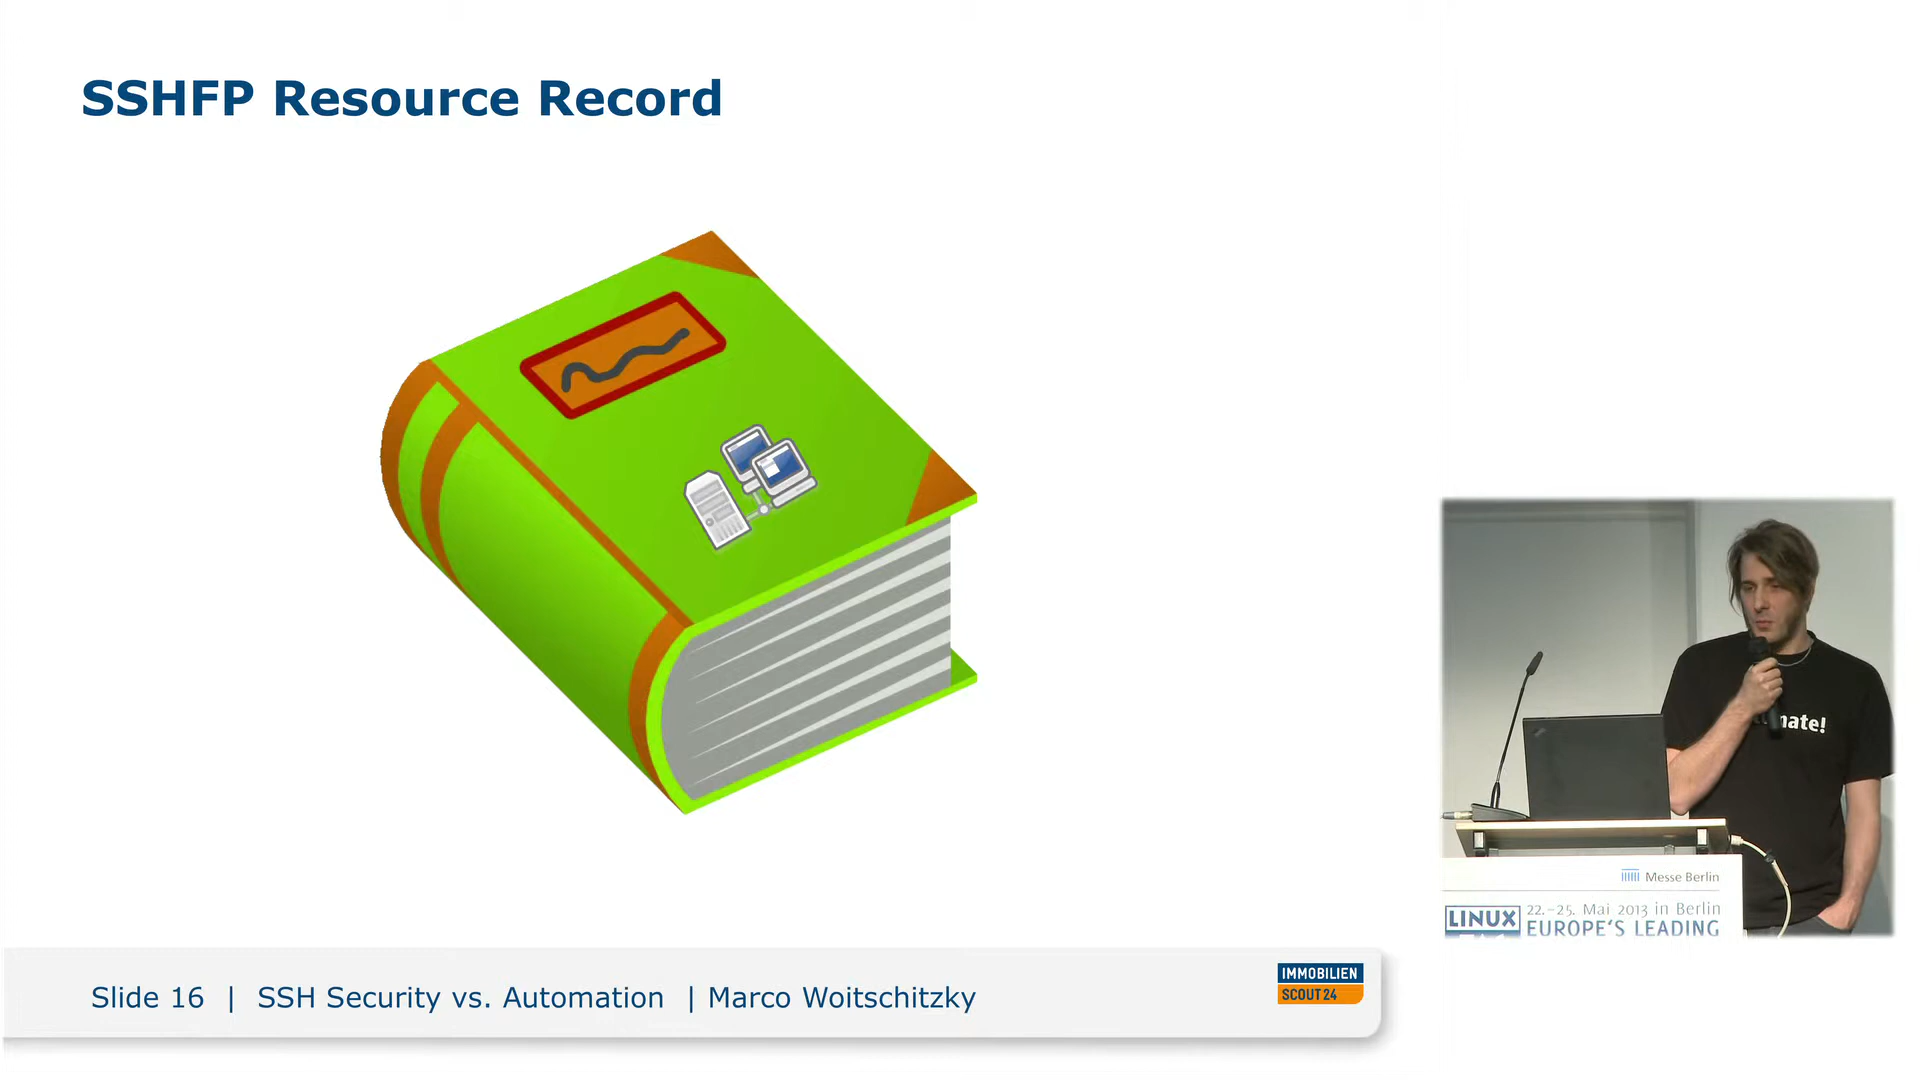 SSHFP Resource Record
Slide 16 | SSH Security vs. Automation | Marco Woitschitzky
IMMOBILIEN
SCOUT24
mate!
Messe Berlin
LINUX
22.–25. Mai 2013 in Berlin
EUROPE'S LEADING